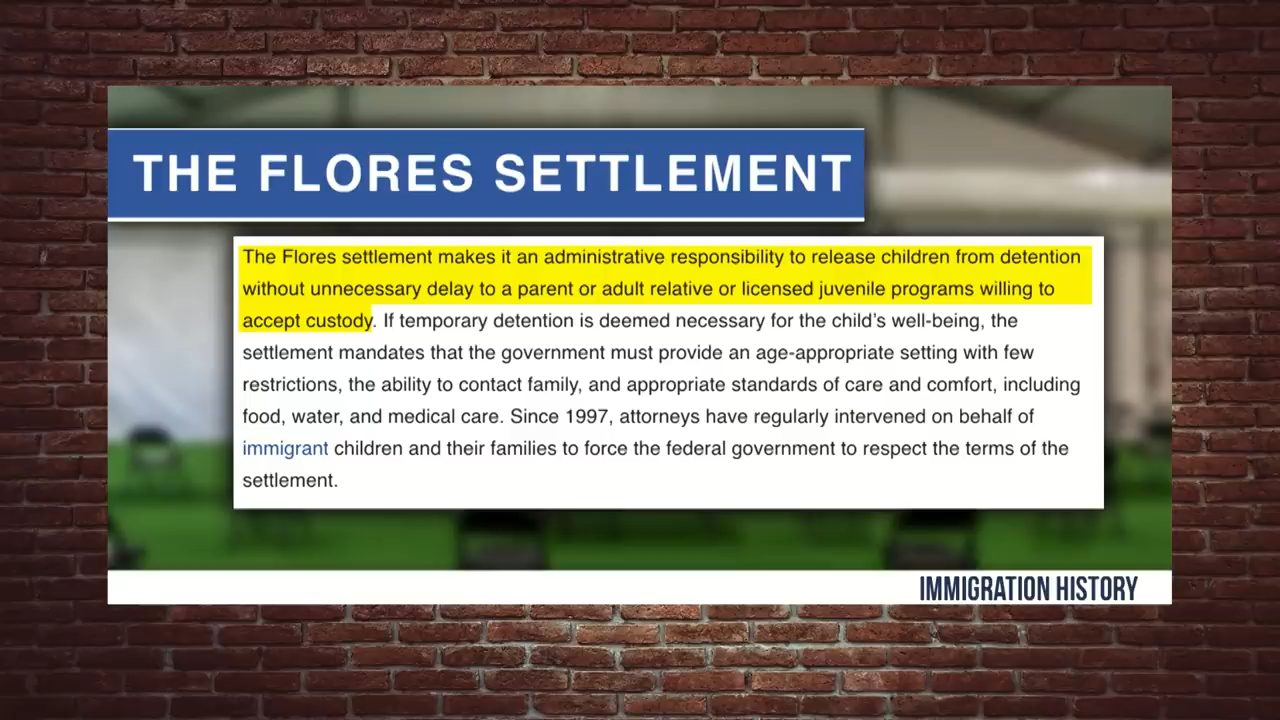 THE FLORES SETTLEMENT
The Flores settlement makes it an administrative responsibility to release children from detention
without unnecessary delay to a parent or adult relative or licensed juvenile programs willing to
accept custody. If temporary detention is deemed necessary for the child’s well-being, the
settlement mandates that the government must provide an age-appropriate setting with few
restrictions, the ability to contact family, and appropriate standards of care and comfort, including
food, water, and medical care. Since 1997, attorneys have regularly intervened on behalf of
immigrant children and their families to force the federal government to respect the terms of the
settlement.
IMMIGRATION HISTORY